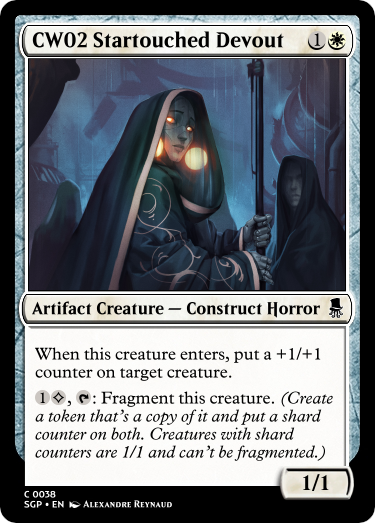 CW02 Startouched Devout 1
Artifact Creature — Construct Horror
When this creature enters, put a +1/+1
counter on target creature.
1, : Fragment this creature. (Create
a token that's a copy of it and put a shard
counter on both. Creatures with shard
counters are 1/1 and can't be fragmented.)
1/1
C 0038
SGP • EN Alexandre Reynaud